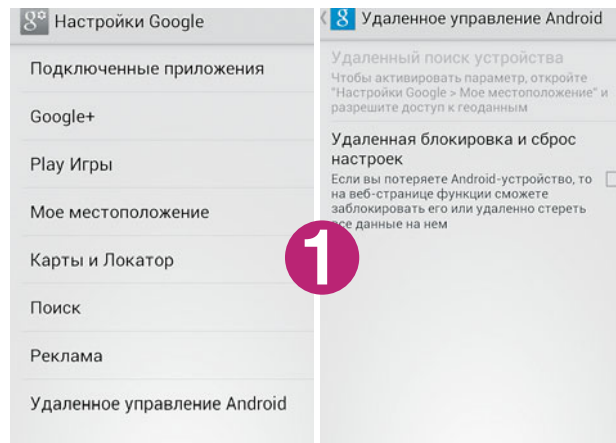 Настройки Google
Подключенные приложения
Google+
Play Игры
Мое местоположение
Карты и Локатор
Поиск
Реклама
Удаленное управление Android
1
Удаленное управление Android
Удаленный поиск устройства
Чтобы активировать параметр, откройте
"Настройки Google > Мое местоположение" и
разрешите доступ к геоданным
Удаленная блокировка и сброс
настроек
Если вы потеряете Android-устройство, то
на веб-странице функции сможете
заблокировать его или удаленно стереть
все данные на нем